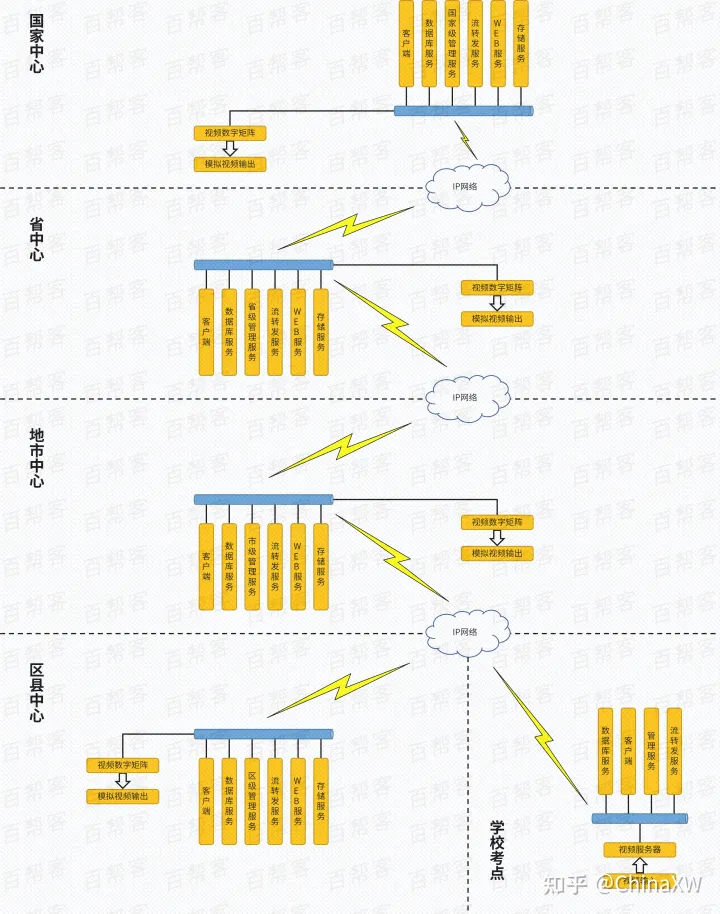 国家中心
客户端
数据库服务
国家级管理服务
流转发服务
WEB服务
存储服务
视频数字矩阵
模拟视频输出
IP网络
省中心
客户端
数据库服务
省级管理服务
流转发服务
WEB服务
存储服务
视频数字矩阵
模拟视频输出
IP网络
地市中心
客户端
数据库服务
市级管理服务
流转发服务
WEB服务
存储服务
视频数字矩阵
模拟视频输出
IP网络
区县中心
视频数字矩阵
模拟视频输出
客户端
数据库服务
区级管理服务
流转发服务
WEB服务
存储服务
学校考点
数据库服务
客户端
管理服务
流转发服务
视频服务器
知乎 @ChinaXW
百帮客